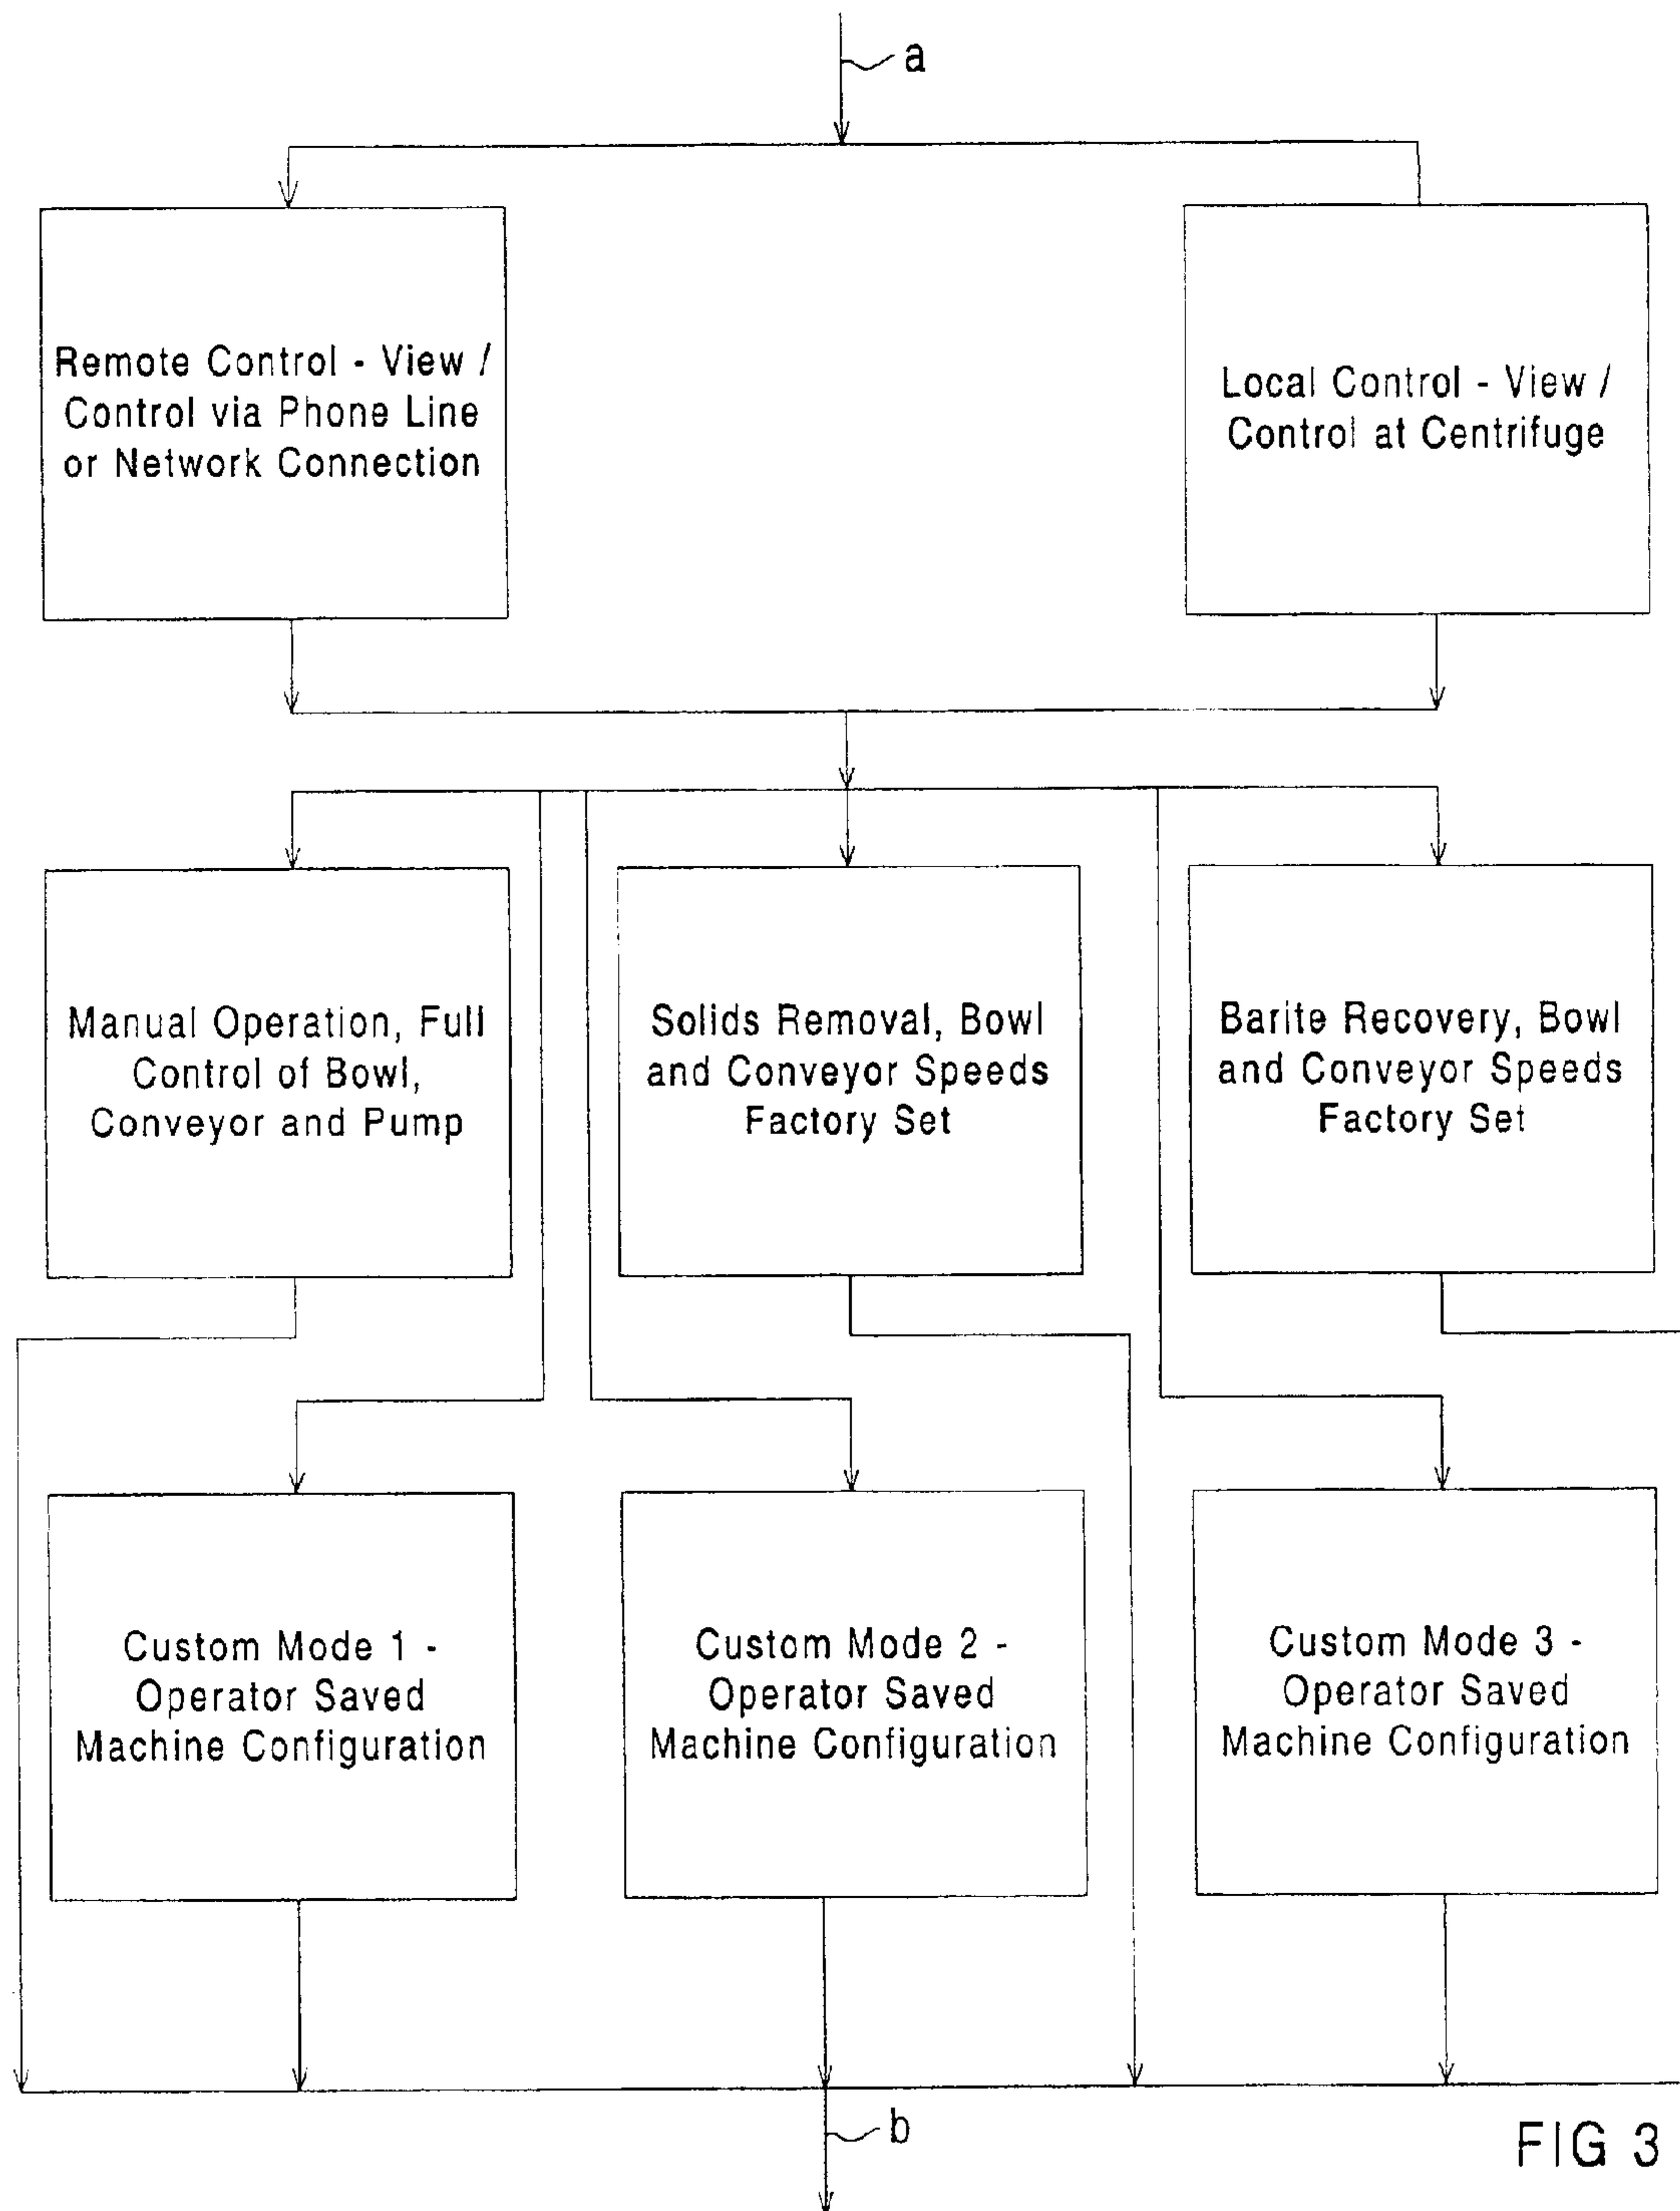 a
Remote Control - View /
Control via Phone Line
or Network Connection
Local Control - View /
Control at Centrifuge
Manual Operation, Full
Control of Bowl,
Conveyor and Pump
Solids Removal, Bowl
and Conveyor Speeds
Factory Set
Barite Recovery, Bowl
and Conveyor Speeds
Factory Set
Custom Mode 1 -
Operator Saved
Machine Configuration
Custom Mode 2 -
Operator Saved
Machine Configuration
Custom Mode 3 -
Operator Saved
Machine Configuration
b
FIG 3